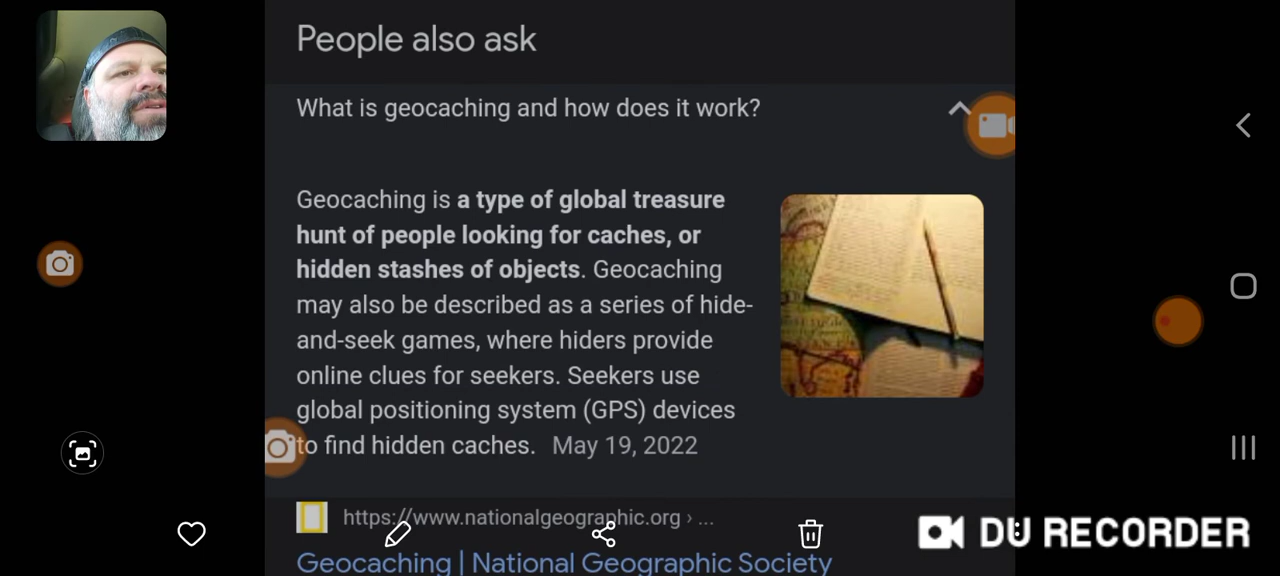 People also ask
What is geocaching and how does it work?
Geocaching is a type of global treasure
hunt of people looking for caches, or
hidden stashes of objects. Geocaching
may also be described as a series of hide-
and-seek games, where hiders provide
online clues for seekers. Seekers use
global positioning system (GPS) devices
to find hidden caches. May 19, 2022
https://www.nationalgeographic.org › ...
Geocaching | National Geographic Society
DU RECORDER